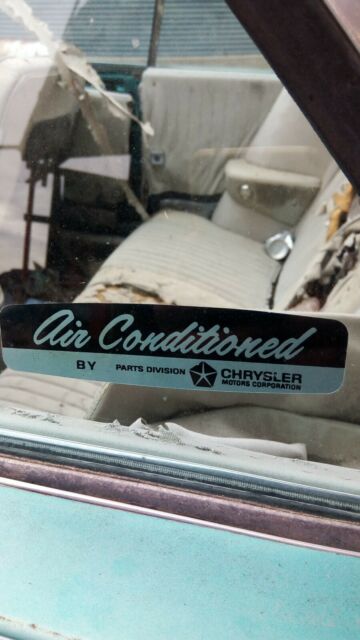 Air Conditioned
BY PARTS DIVISION CHRYSLER
MOTORS CORPORATION